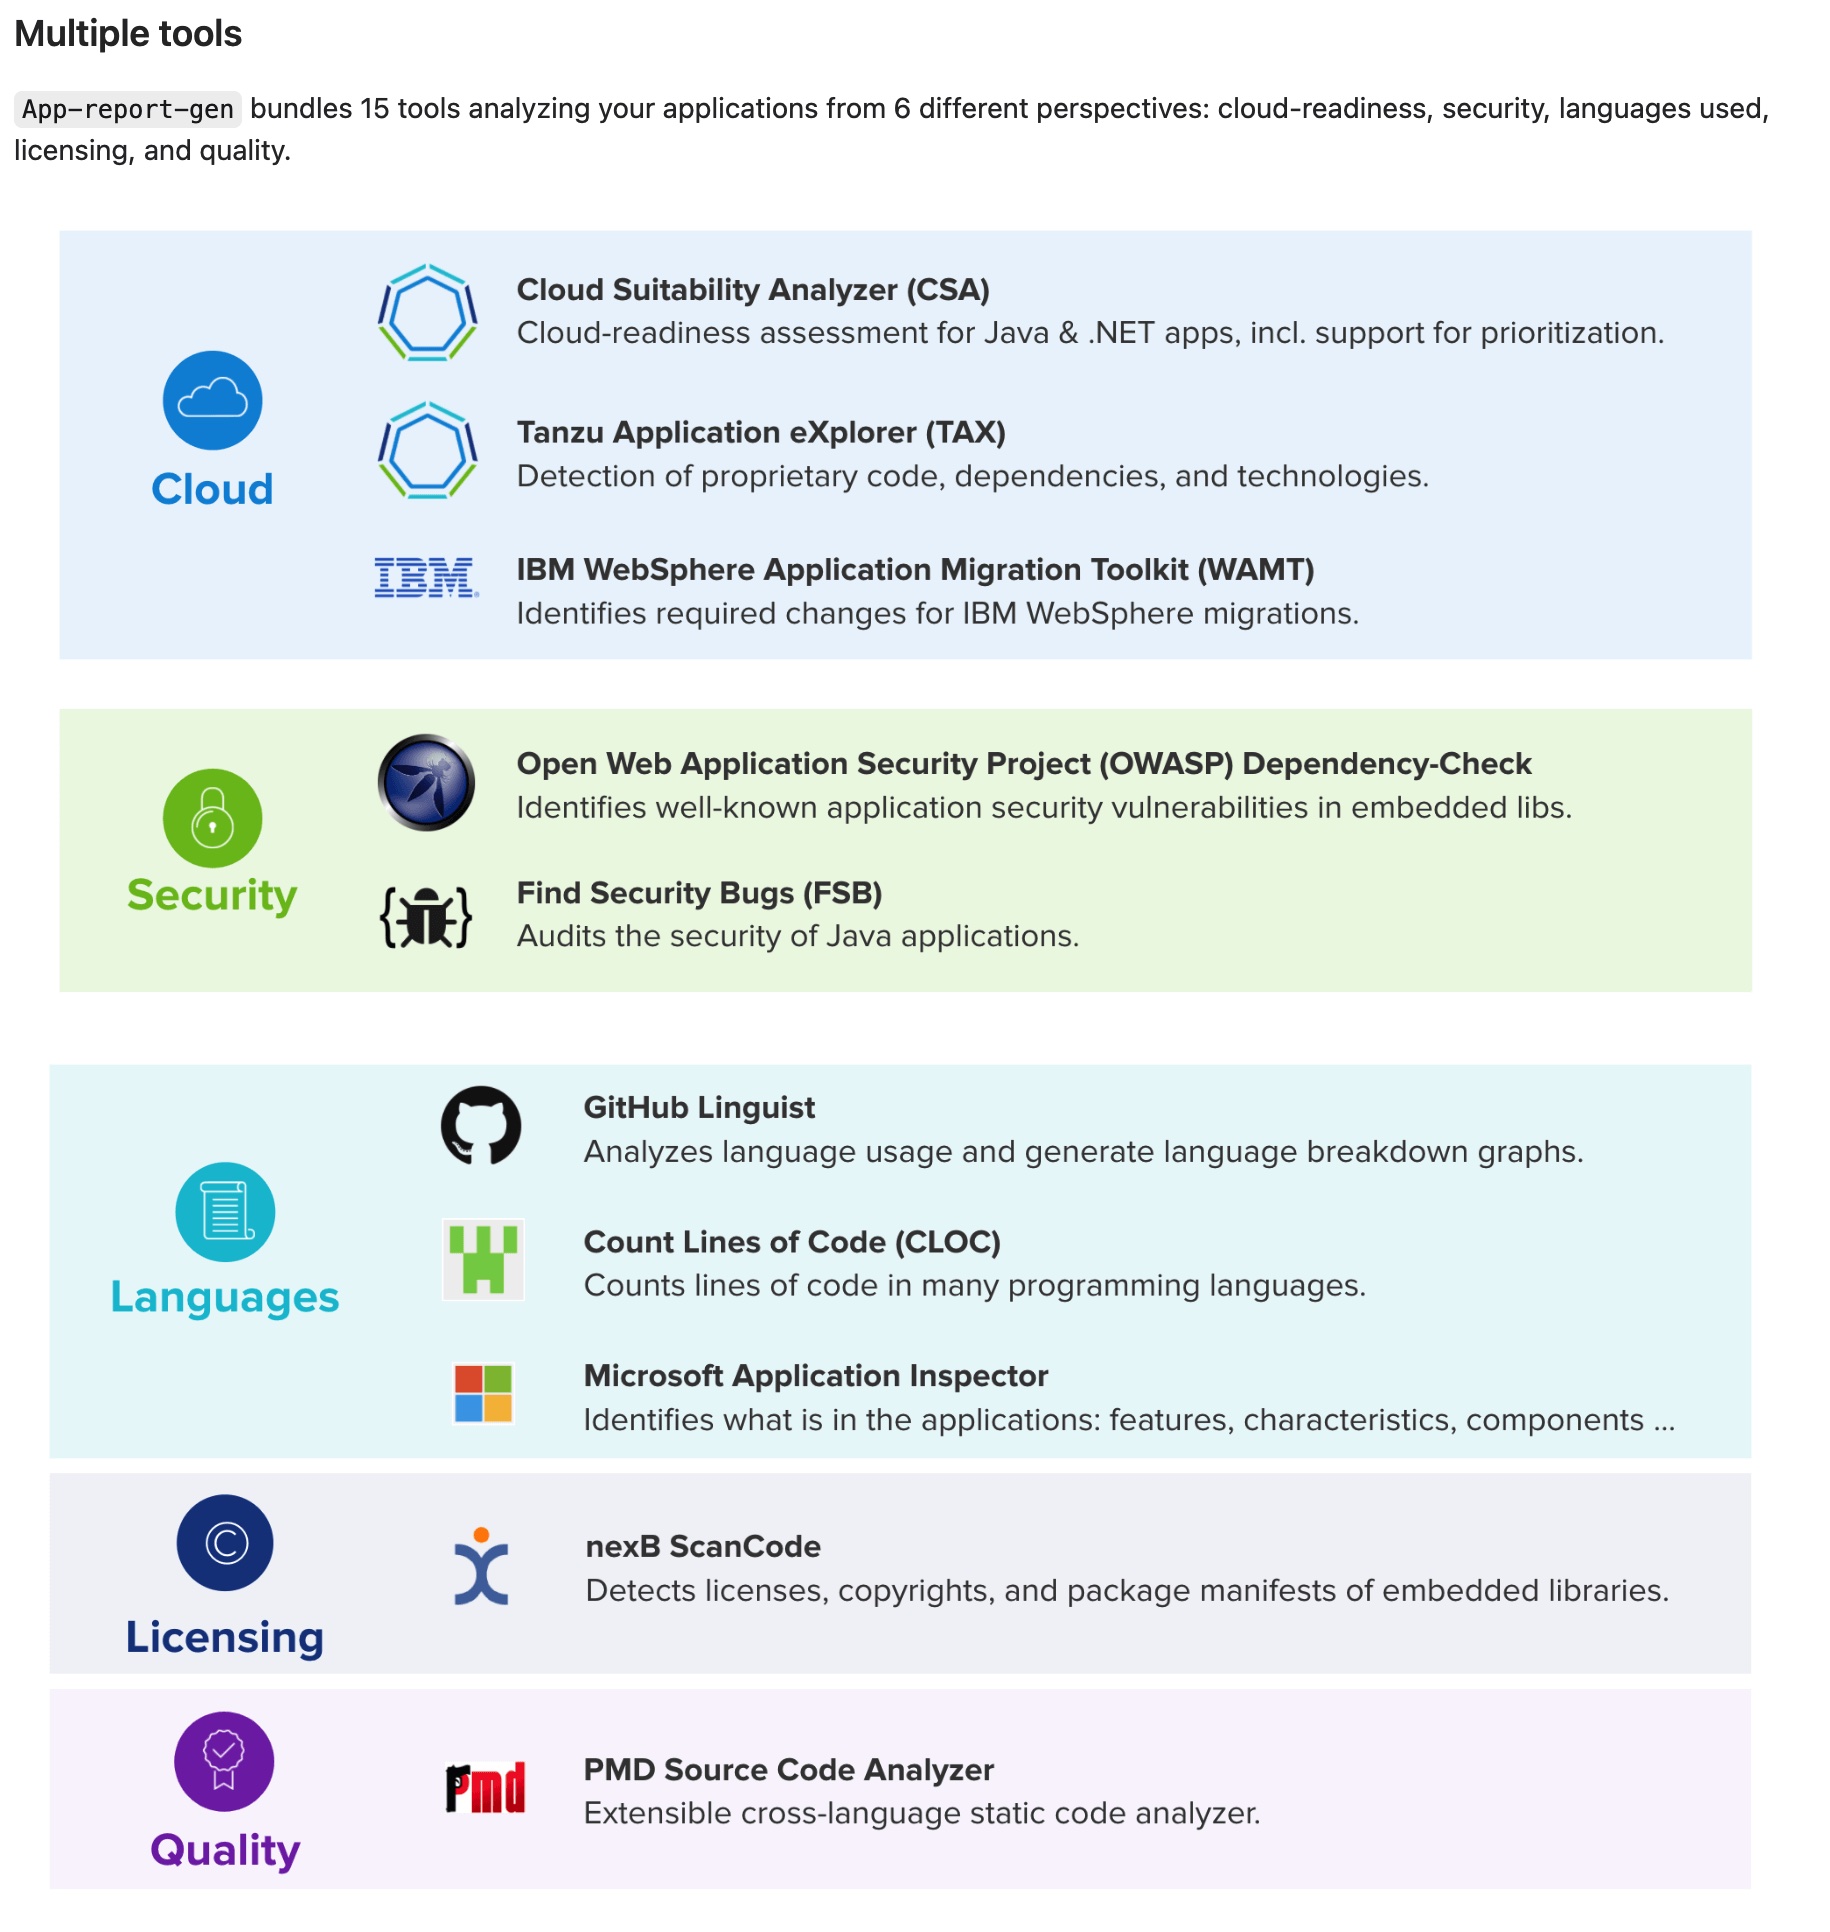 Multiple tools
App-report-gen bundles 15 tools analyzing your applications from 6 different perspectives: cloud-readiness, security, languages used,
licensing, and quality.
Cloud
Cloud Suitability Analyzer (CSA)
Cloud-readiness assessment for Java & .NET apps, incl. support for prioritization.
Tanzu Application eXplorer (TAX)
Detection of proprietary code, dependencies, and technologies.
IBM
IBM WebSphere Application Migration Toolkit (WAMT)
Identifies required changes for IBM WebSphere migrations.
Security
Open Web Application Security Project (OWASP) Dependency-Check
Identifies well-known application security vulnerabilities in embedded libs.
Find Security Bugs (FSB)
Audits the security of Java applications.
Languages
GitHub Linguist
Analyzes language usage and generate language breakdown graphs.
Count Lines of Code (CLOC)
Counts lines of code in many programming languages.
Microsoft Application Inspector
Identifies what is in the applications: features, characteristics, components ...
Licensing
nexB ScanCode
Detects licenses, copyrights, and package manifests of embedded libraries.
Quality
Pmd
PMD Source Code Analyzer
Extensible cross-language static code analyzer.